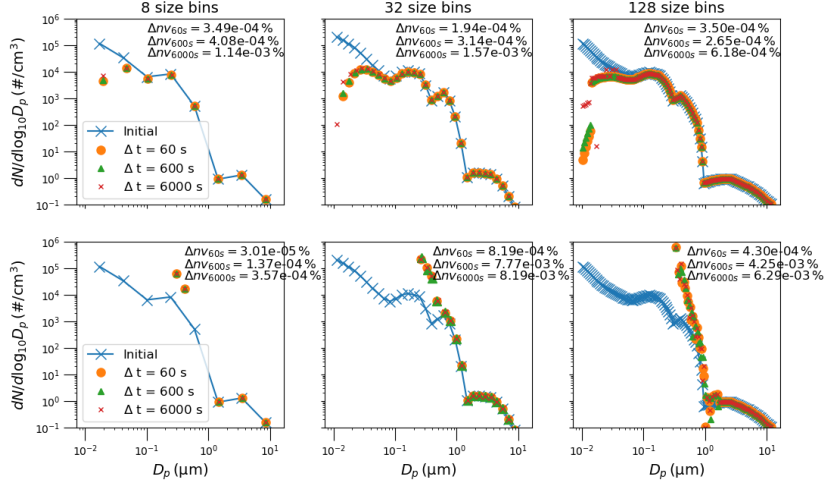 8 size bins
32 size bins
128 size bins
Δnv60s = 3.49e-04%
Δnv600s = 4.08e-04%
Δnv6000s = 1.14e-03%
Δnv60s = 1.94e-04%
Δnv600s = 3.14e-04%
Δnv6000s = 1.57e-03%
Δnv60s = 3.50e-04%
Δnv600s = 2.65e-04%
Δnv6000s = 6.18e-04%
dN/dlog10Dp (#/cm3)
10^6
10^5
10^4
10^3
10^2
10^1
10^0
10^-1
Initial
Δ t = 60 s
Δ t = 600 s
Δ t = 6000 s
Δnv60s = 3.01e-05%
Δnv600s = 1.37e-04%
Δnv6000s = 3.57e-04%
Δnv60s = 8.19e-04%
Δnv600s = 7.77e-03%
Δnv6000s = 8.19e-03%
Δnv60s = 4.30e-04%
Δnv600s = 4.25e-03%
Δnv6000s = 6.29e-03%
dN/dlog10Dp (#/cm3)
10^6
10^5
10^4
10^3
10^2
10^1
10^0
10^-1
Initial
Δ t = 60 s
Δ t = 600 s
Δ t = 6000 s
10^-2 10^-1 10^0 10^1
10^-2 10^-1 10^0 10^1
10^-2 10^-1 10^0 10^1
Dp (μm)
Dp (μm)
Dp (μm)